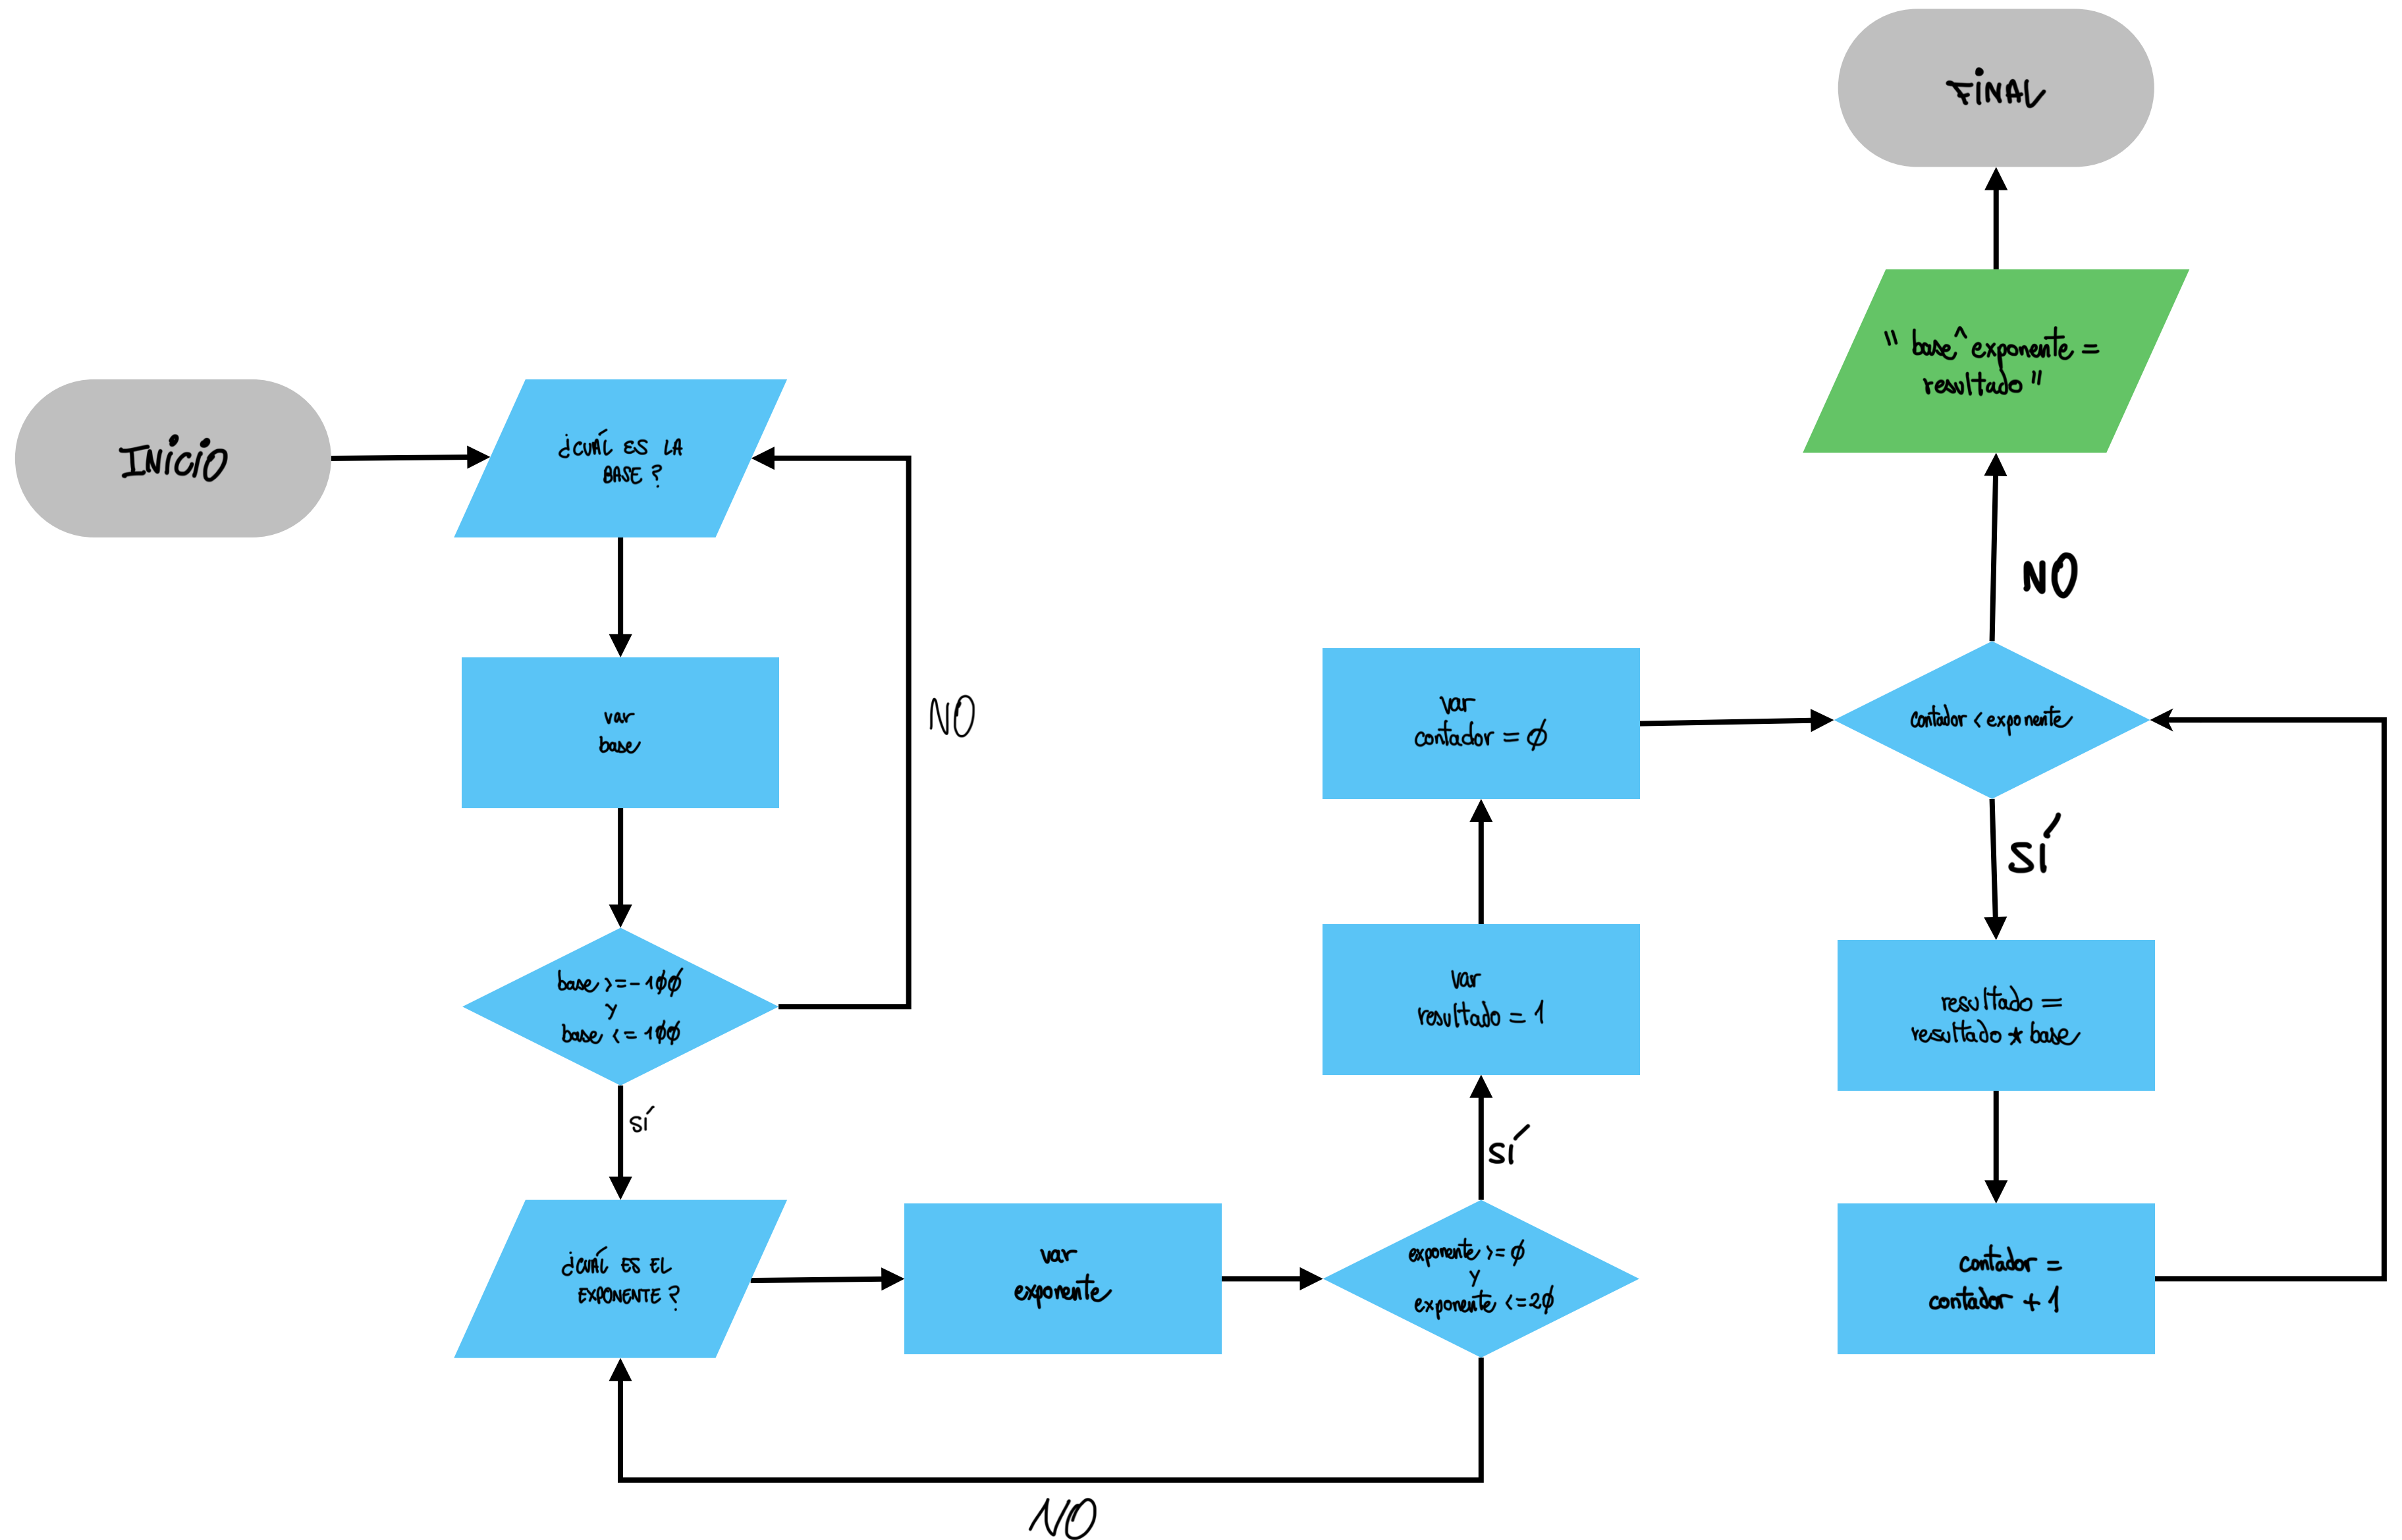 INICIO
¿CUÁL ES LA
BASE?
var
base
base >= -100
y
base <= 100
NO
SÍ
¿CUÁL ES EL
EXPONENTE?
var
exponente
exponente >= 0
y
exponente <= 20
NO
SÍ
var
resultado = 1
var
contador = 0
contador < exponente
SÍ
resultado =
resultado * base
contador =
contador + 1
NO
"base^exponente =
resultado"
FINAL